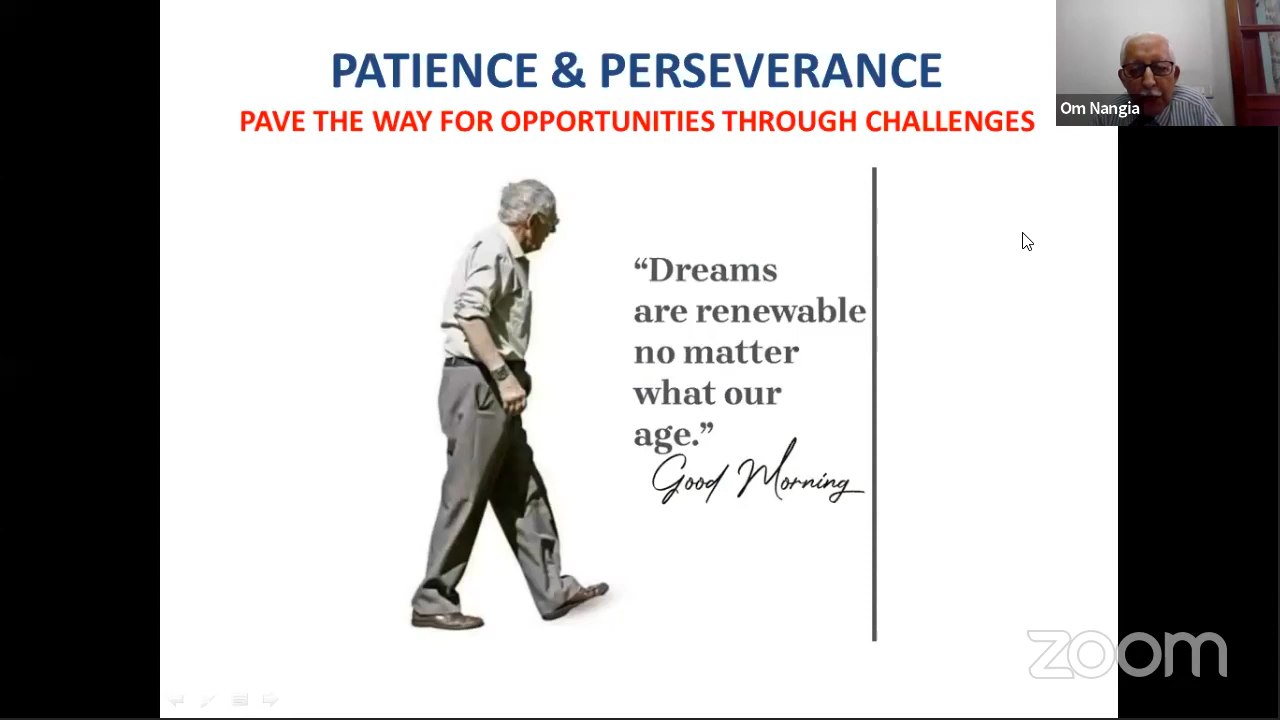 PATIENCE & PERSEVERANCE
PAVE THE WAY FOR OPPORTUNITIES THROUGH CHALLENGES
Om Nangia
“Dreams
are renewable
no matter
what our
age.”
Good Morning
zoom